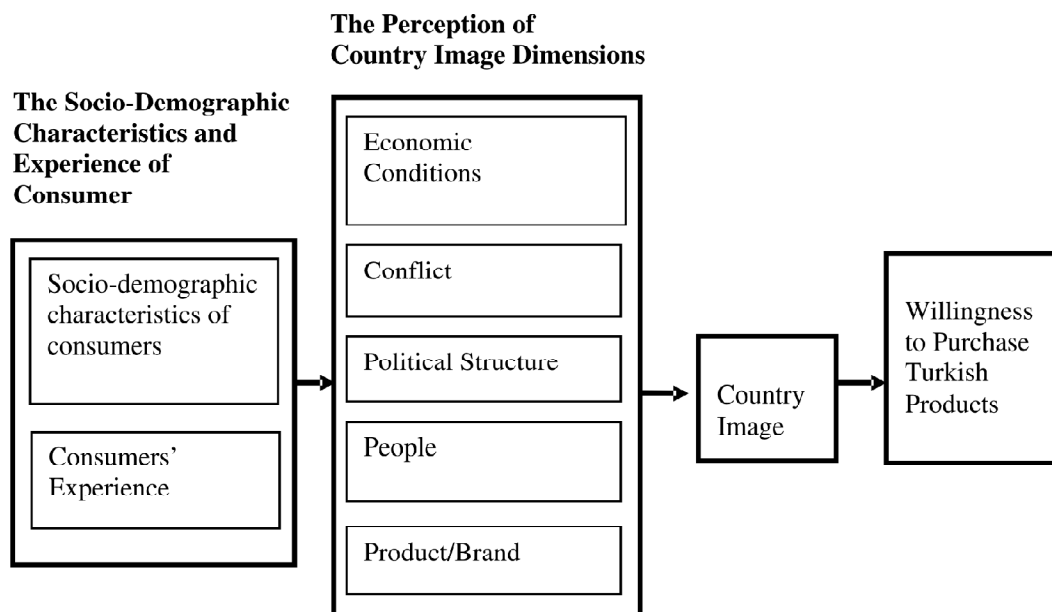 The Perception of
Country Image Dimensions
The Socio-Demographic
Characteristics and
Experience of
Consumer
Socio-demographic
characteristics of
consumers
Consumers’
Experience
Economic
Conditions
Conflict
Political Structure
People
Product/Brand
Country
Image
Willingness
to Purchase
Turkish
Products